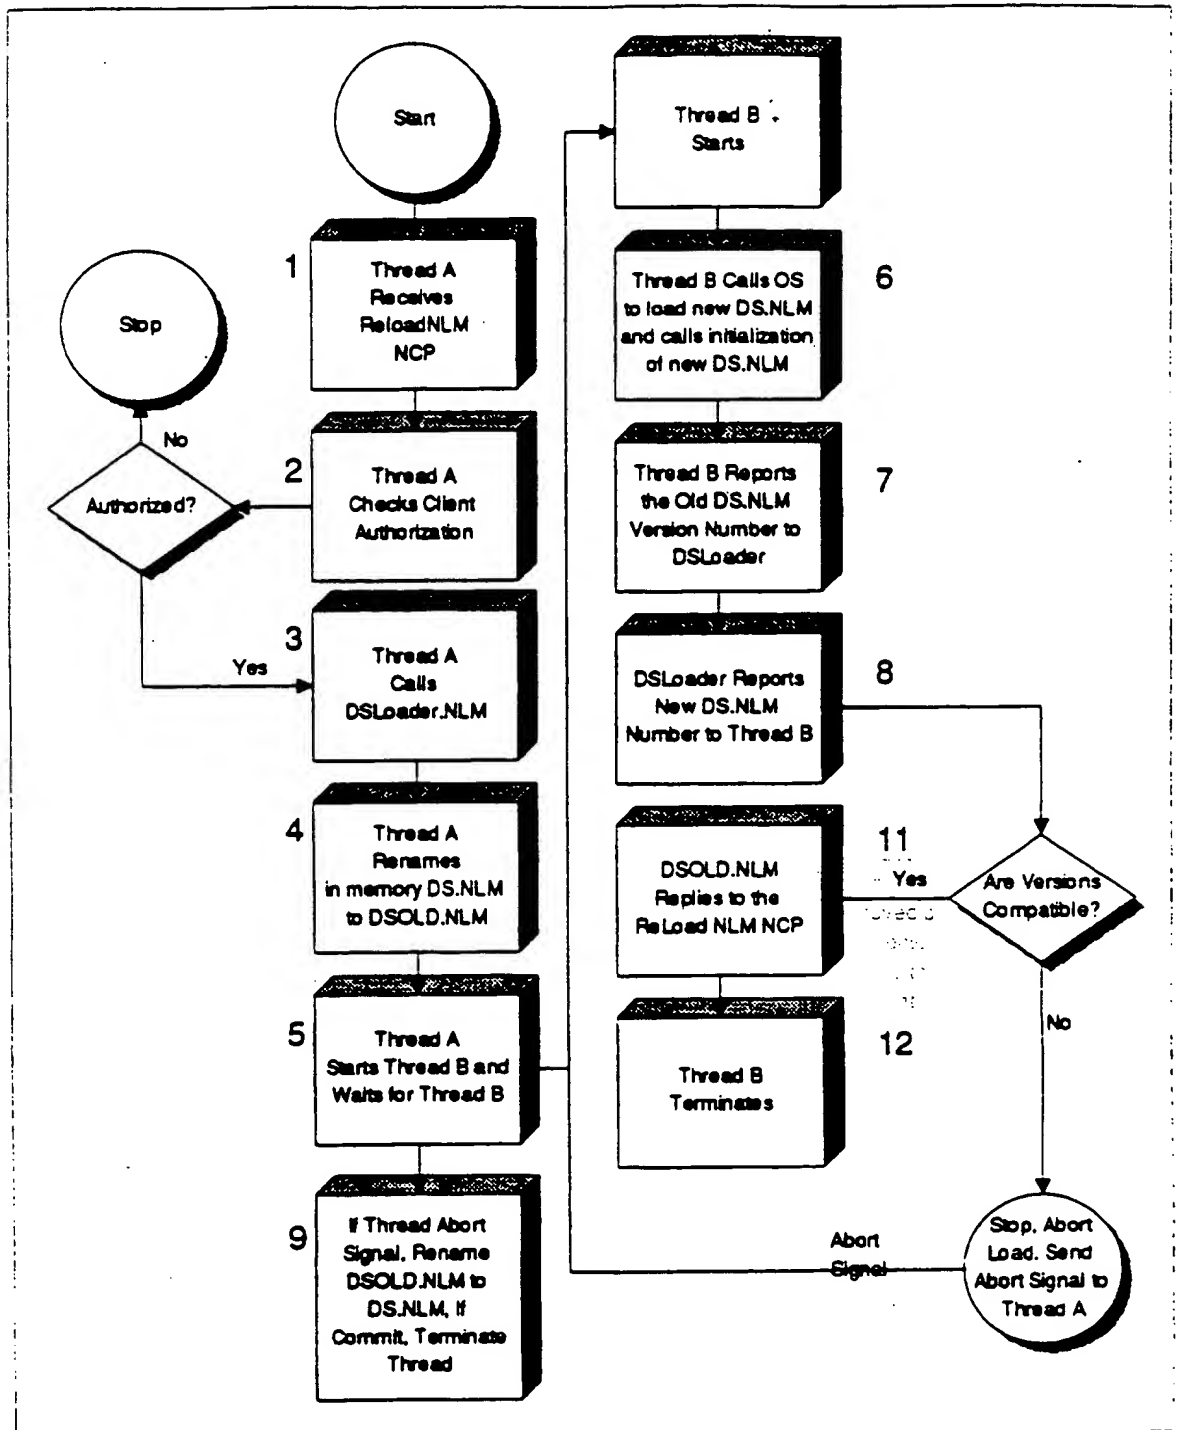 Start
1
Thread A
Receives
ReloadNLM
NCP
Stop
No
Authorized?
2
Thread A
Checks Client
Authorization
Yes
3
Thread A
Calls
DSLoader.NLM
4
Thread A
Renames
in memory DS.NLM
to DSOLD.NLM
5
Thread A
Starts Thread B and
Waits for Thread B
9
If Thread Abort
Signal, Rename
DSOLD.NLM to
DS.NLM, If
Commit, Terminate
Thread
Thread B
Starts
6
Thread B Calls OS
to load new DS.NLM
and calls initialization
of new DS.NLM
7
Thread B Reports
the Old DS.NLM
Version Number to
DSLoader
8
DSLoader Reports
New DS.NLM
Number to Thread B
Are Versions
Compatible?
11
Yes
DSOLD.NLM
Replies to the
ReLoad NLM NCP
12
Thread B
Terminates
No
Stop, Abort
Load, Send
Abort Signal to
Thread A
Abort
Signal